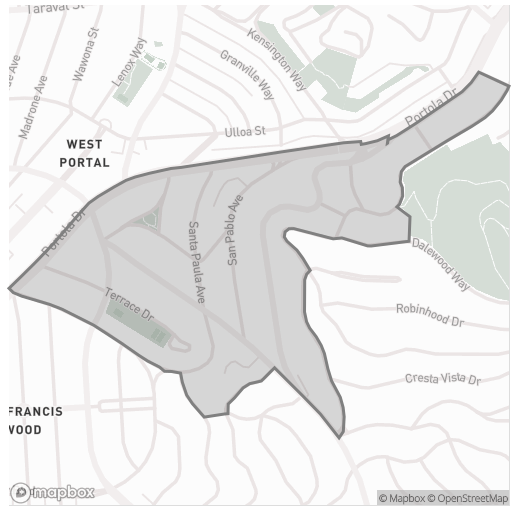 Taraval St
Wawona St
Lenox Way
Kensington Way
Granville Way
Madrone Ave
Ave
Ulloa St
Portola Dr
WEST
PORTAL
Portola Dr
Santa Paula Ave
San Pablo Ave
Dalewood Way
Terrace Dr
Robinhood Dr
Cresta Vista Dr
FRANCIS
WOOD
mapbox
© Mapbox © OpenStreetMap